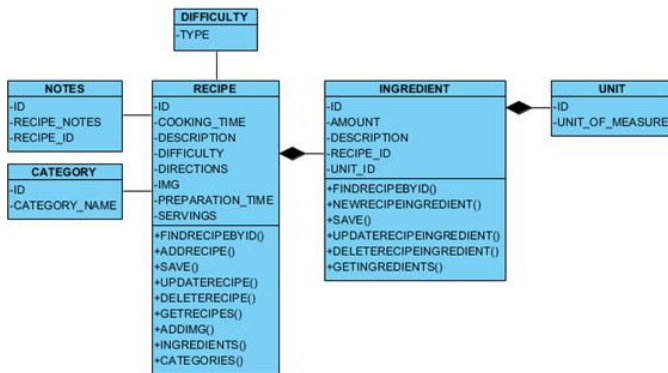 DIFFICULTY
-TYPE
NOTES
-ID
-RECIPE_NOTES
-RECIPE_ID
CATEGORY
-ID
-CATEGORY_NAME
RECIPE
-ID
-COOKING_TIME
-DESCRIPTION
-DIFFICULTY
-DIRECTIONS
-IMG
-PREPARATION_TIME
-SERVINGS
+FINDRECIPEBYID()
+ADDRECIPE()
+SAVE()
+UPDATERECIPE()
+DELETERECIPE()
+GETRECIPES()
+ADDIMG()
+INGREDIENTS()
+CATEGORIES()
INGREDIENT
-ID
-AMOUNT
-DESCRIPTION
-RECIPE_ID
-UNIT_ID
+FINDRECIPEBYID()
+NEWRECIPEINGREDIENT()
+SAVE()
+UPDATERECIPEINGREDIENT()
+DELETERECIPEINGREDIENT()
+GETINGREDIENTS()
UNIT
-ID
-UNIT_OF_MEASURE